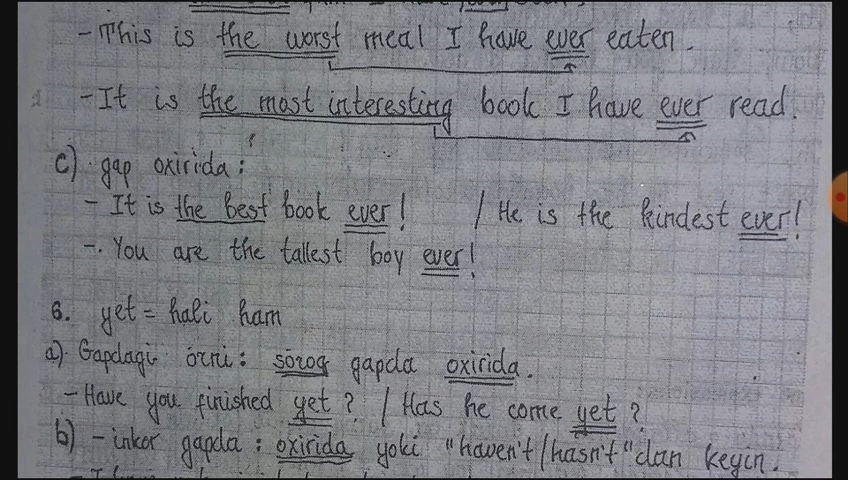 - This is the worst meal I have ever eaten.
- It is the most interesting book I have ever read.
c) gap oxirida:
- It is the best book ever! / He is the kindest ever!
- You are the tallest boy ever!
6. yet = hali ham
a) Gapdagi órni: sóroq gapda oxirida.
- Have you finished yet? / Has he come yet?
b) - inkor gapda: oxirida yoki "haven't/hasn't" dan keyin.